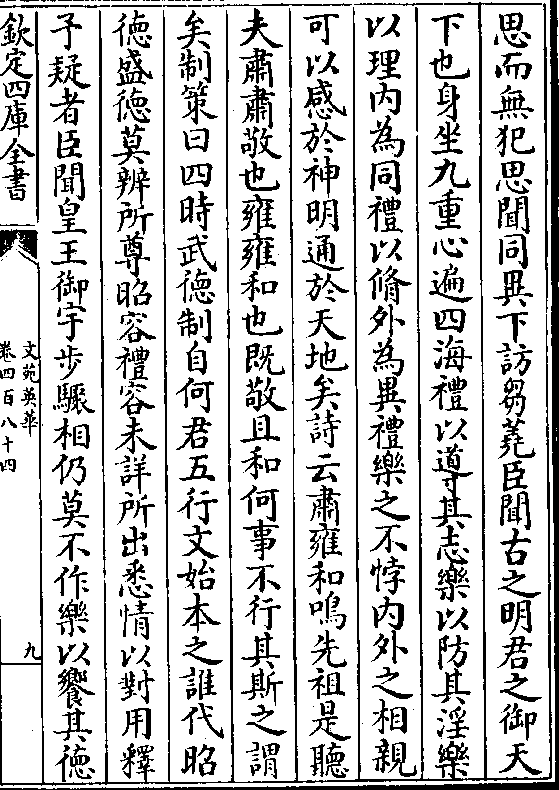 思而無犯思聞同異下訪芻蕘臣聞古之明君之御天
下也身坐九重心遍四海禮以導其志樂以防其淫樂
以理内為同禮以脩外為異禮樂之不悖内外之相親
可以感於神明通於天地矣詩云肅雍和鳴先祖是聽
夫肅肅敬也雍雍和也既敬且和何事不行其斯之謂
矣制策曰四時武徳制自何君五行文始本之誰代昭
徳盛徳莫辨所尊昭容禮容未詳所出悉情以對用釋
予疑者臣聞皇王御宇步驟相仍莫不作樂以饗其徳
欽定四庫全書
文苑英華
卷四百八十四
九